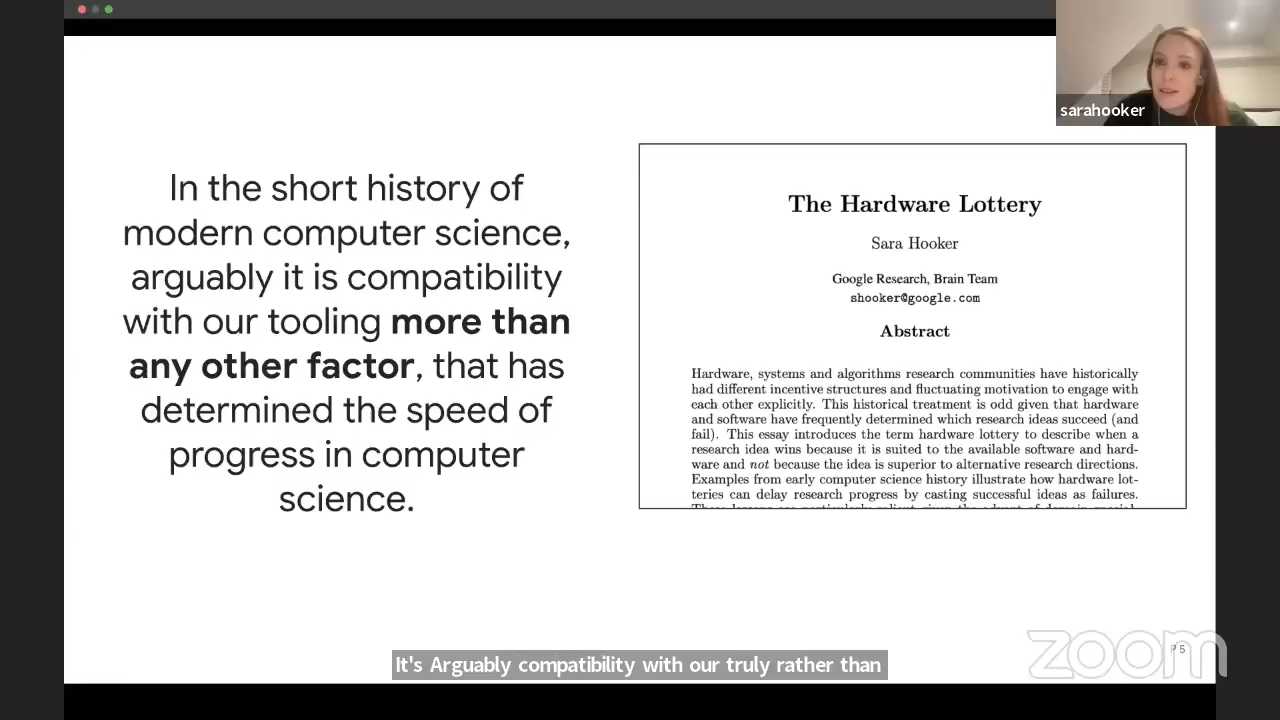 sarahooker
In the short history of
modern computer science,
arguably it is compatibility
with our tooling more than
any other factor, that has
determined the speed of
progress in computer
science.
The Hardware Lottery
Sara Hooker
Google Research, Brain Team
shooker@google.com
Abstract
Hardware, systems and algorithms research communities have historically
had different incentive structures and fluctuating motivation to engage with
each other explicitly. This historical treatment is odd given that hardware
and software have frequently determined which research ideas succeed (and
fail). This essay introduces the term hardware lottery to describe when a
research idea wins because it is suited to the available software and hard-
ware and not because the idea is superior to alternative research directions.
Examples from early computer science history illustrate how hardware lot-
teries can delay research progress by casting successful ideas as failures.
It's Arguably compatibility with our truly rather than
zoom
P 5